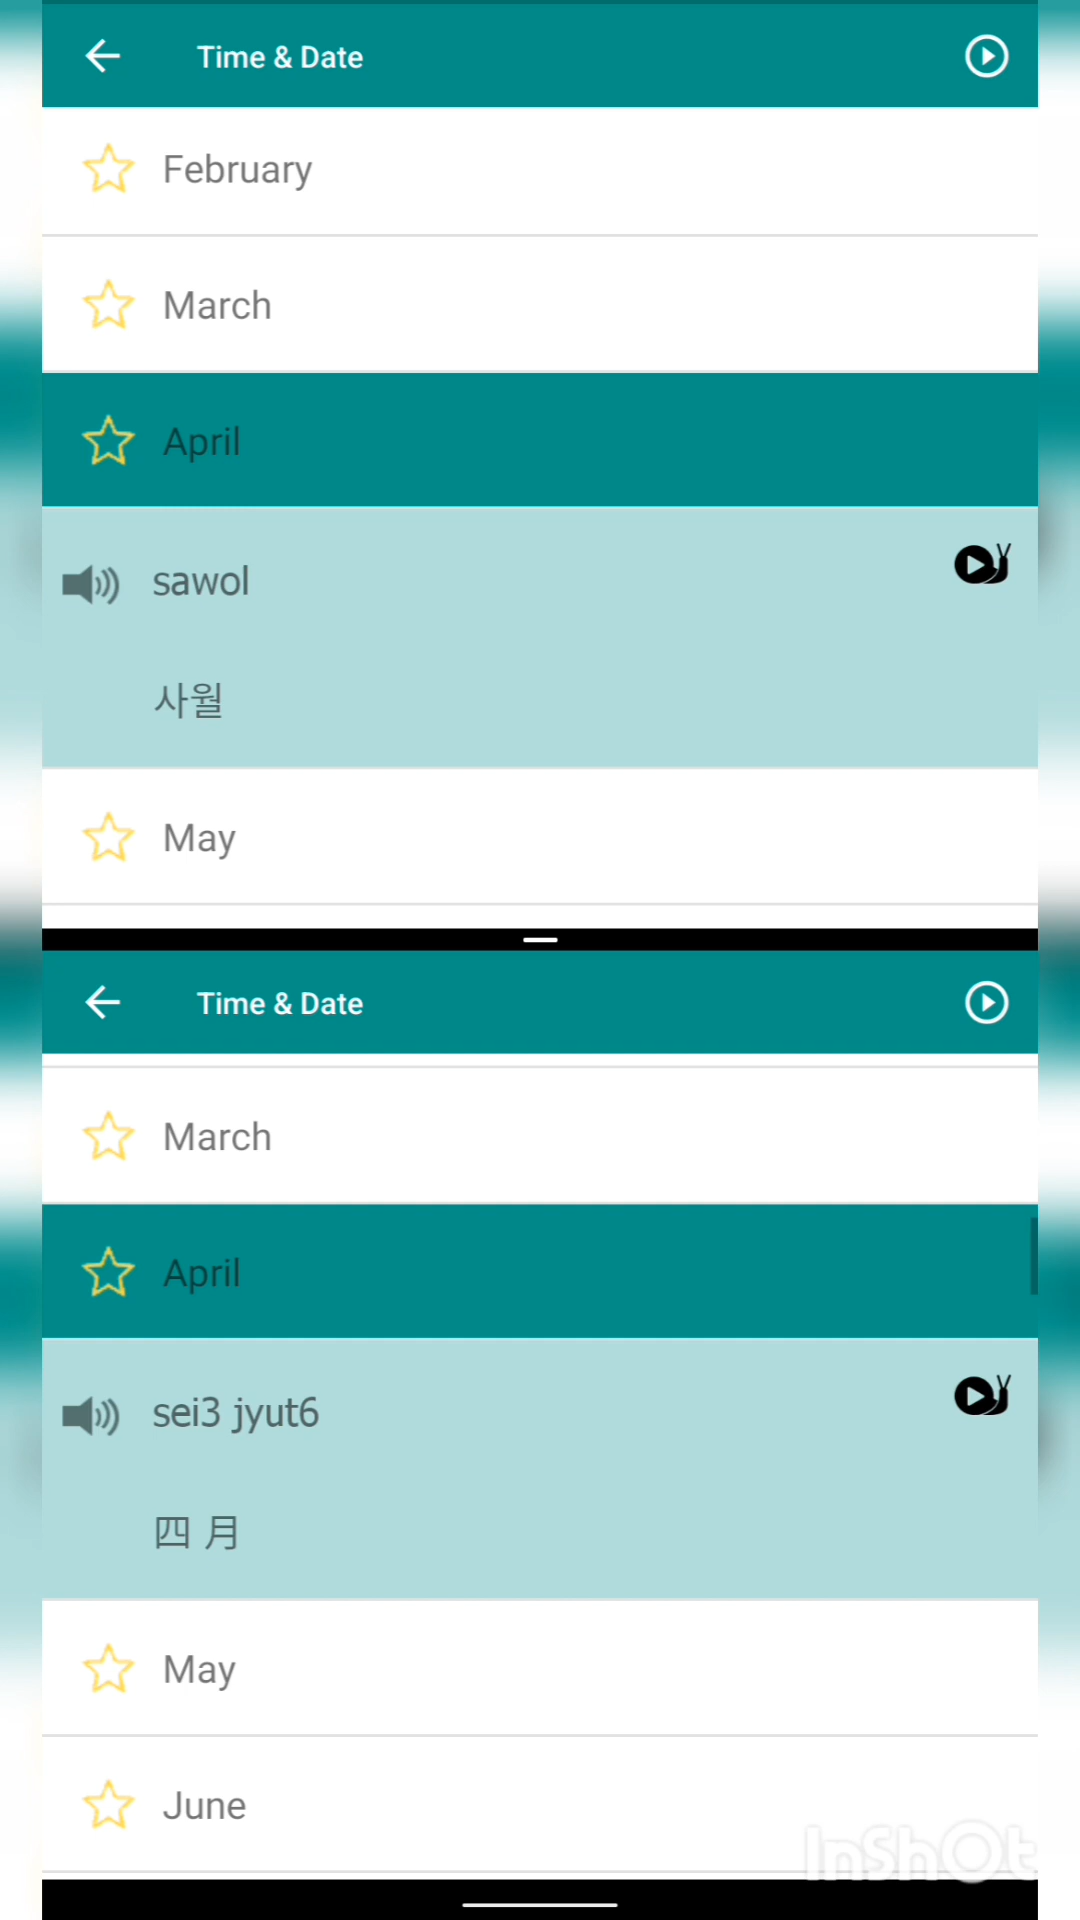 Time & Date
February
March
April
sawol
사월
May
Time & Date
March
April
sei3 jyut6
四 月
May
June
InShOt